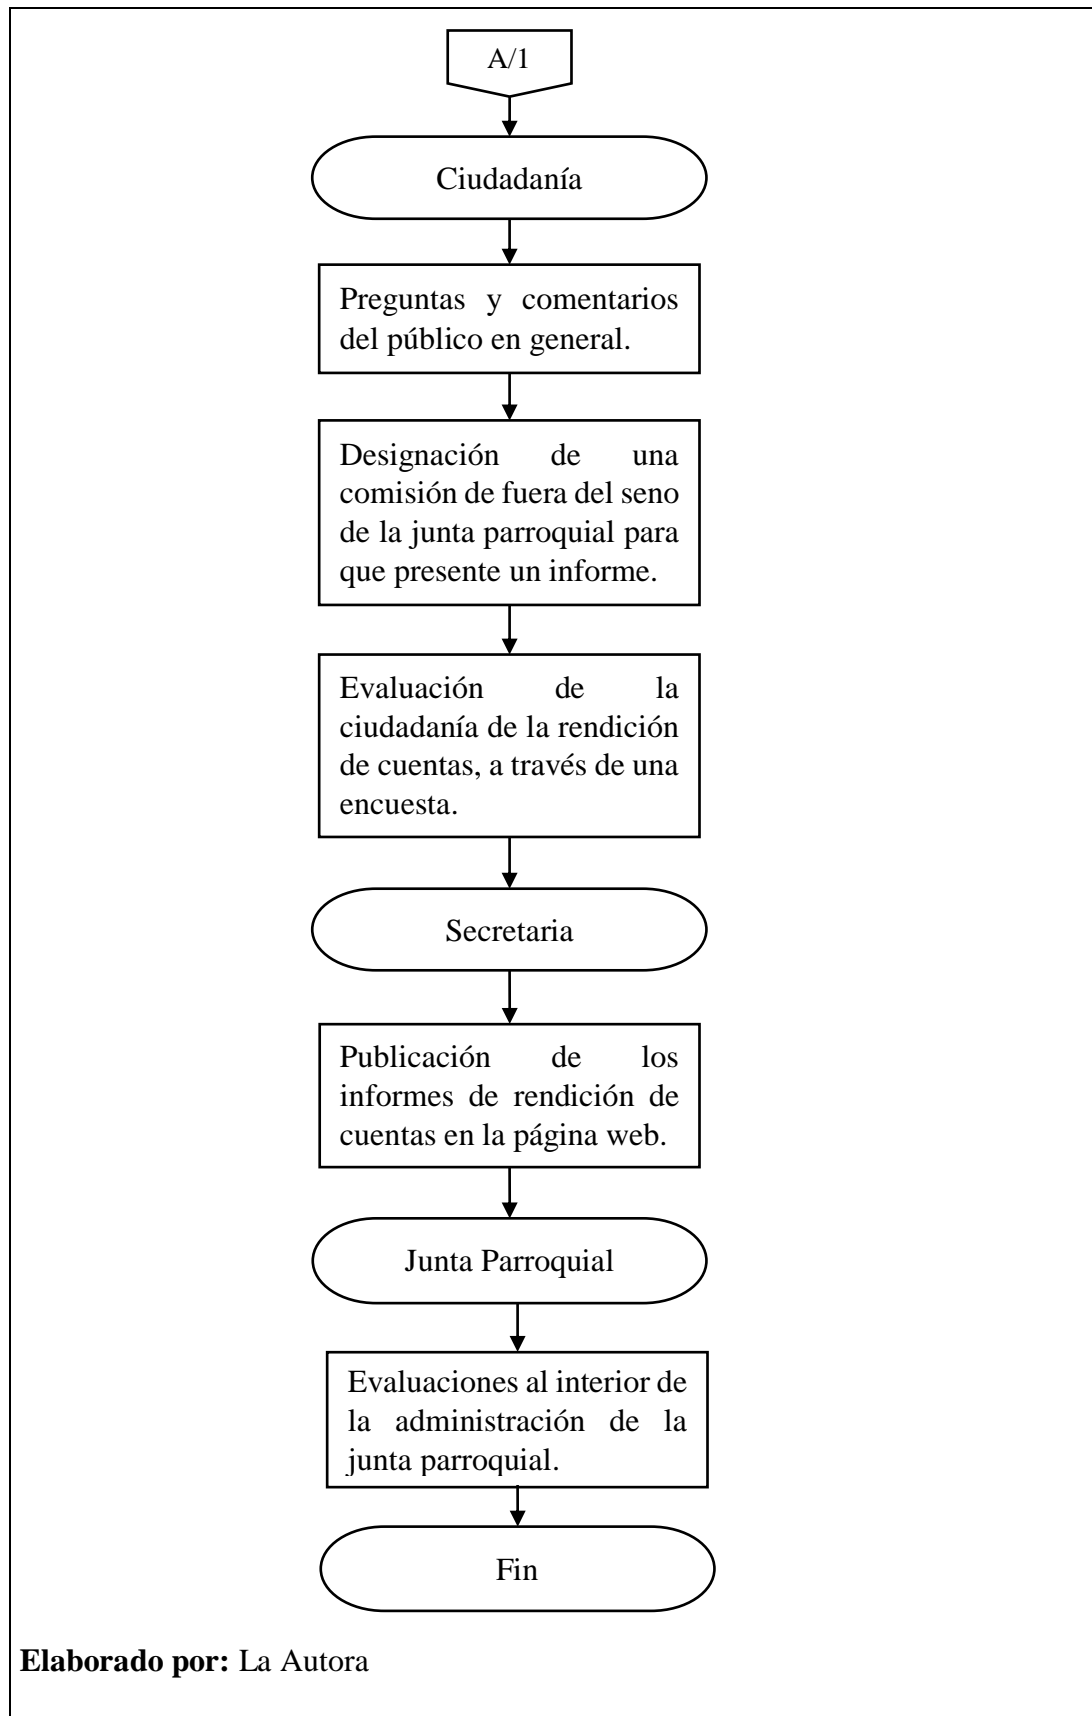 A/1
Ciudadanía
Preguntas y comentarios
del público en general.
Designación de una
comisión de fuera del seno
de la junta parroquial para
que presente un informe.
Evaluación de la
ciudadanía de la rendición
de cuentas, a través de una
encuesta.
Secretaria
Publicación de los
informes de rendición de
cuentas en la página web.
Junta Parroquial
Evaluaciones al interior de
la administración de la
junta parroquial.
Fin
Elaborado por: La Autora